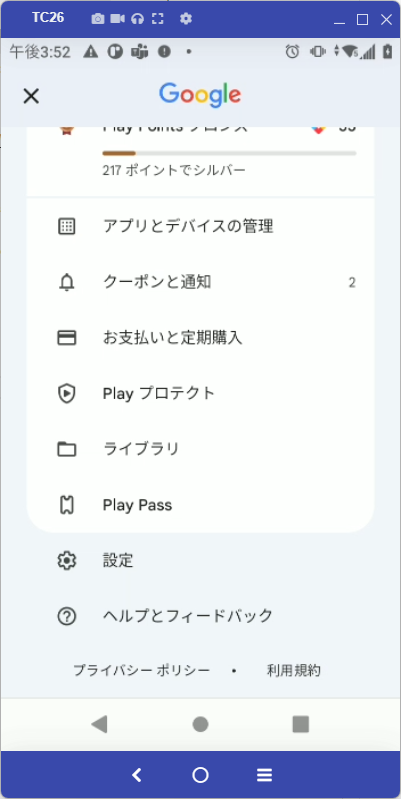 TC26
午後3:52
Google
Play Points ブロンズ
217 ポイントでシルバー
アプリとデバイスの管理
クーポンと通知 2
お支払いと定期購入
Play プロテクト
ライブラリ
Play Pass
設定
ヘルプとフィードバック
プライバシー ポリシー • 利用規約